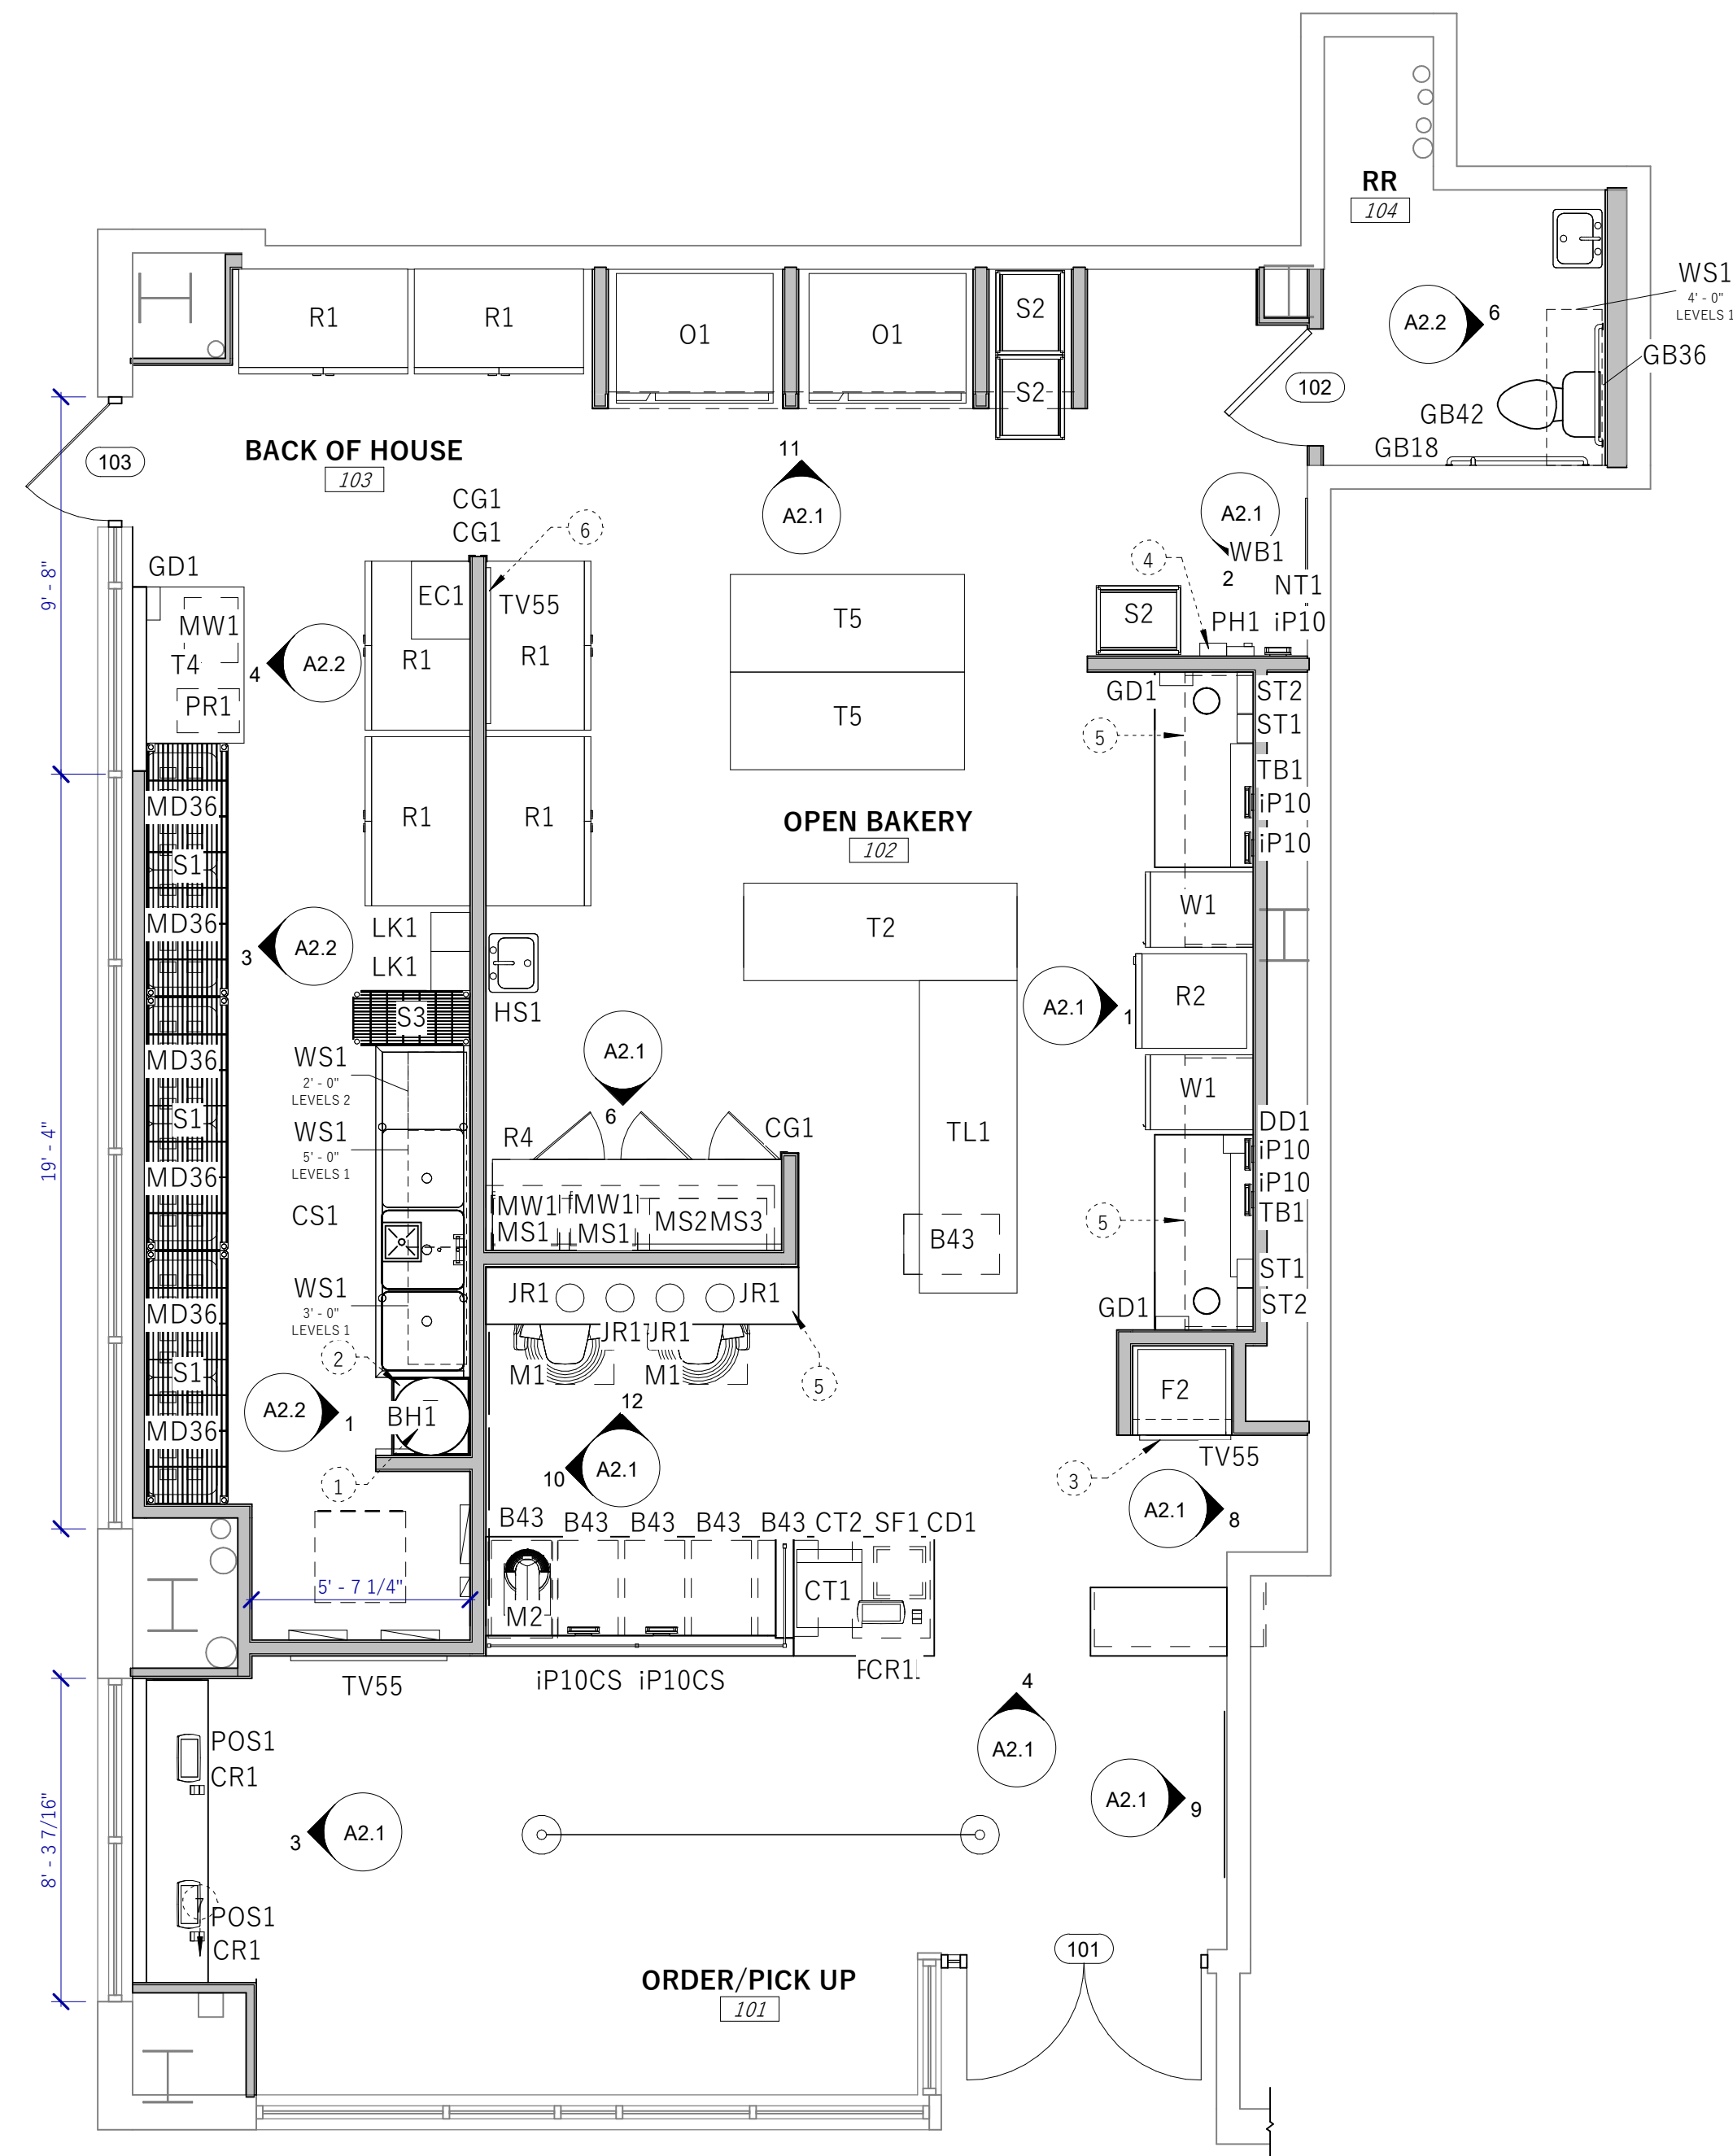 RR
104
WS1
4' - 0"
LEVELS 1
A2.2
6
GB36
102
GB42
GB18
R1
R1
O1
O1
S2
S2
103
BACK OF HOUSE
103
11
A2.1
CG1
CG1
6
A2.1
WB1
2
4
NT1
GD1
EC1
TV55
S2
PH1
iP10
MW1
T4
PR1
4
A2.2
R1
R1
T5
T5
9' - 8"
GD1
ST2
ST1
5
TB1
iP10
iP10
MD36
S1
MD36
R1
R1
OPEN BAKERY
102
T2
W1
LK1
LK1
3
A2.2
HS1
S3
A2.1
1
R2
MD36
S1
MD36
WS1
2' - 0"
LEVELS 2
WS1
5' - 0"
LEVELS 1
A2.1
6
W1
19' - 4"
R4
CG1
TL1
DD1
iP10
iP10
TB1
CS1
MW1
MS1
MW1
MS1
MS2
MS3
B43
5
WS1
3' - 0"
LEVELS 1
JR1
JR1
JR1
JR1
GD1
ST1
ST2
MD36
S1
MD36
2
M1
M1
5
F2
A2.2
1
BH1
12
10
A2.1
TV55
3
1
A2.1
8
B43
B43
B43
B43
B43
CT2
SF1
CD1
5' - 7 1/4"
M2
CT1
CR1
TV55
iP10CS
iP10CS
4
A2.1
POS1
CR1
8' - 3 7/16"
3
A2.1
A2.1
9
POS1
CR1
101
ORDER/PICK UP
101